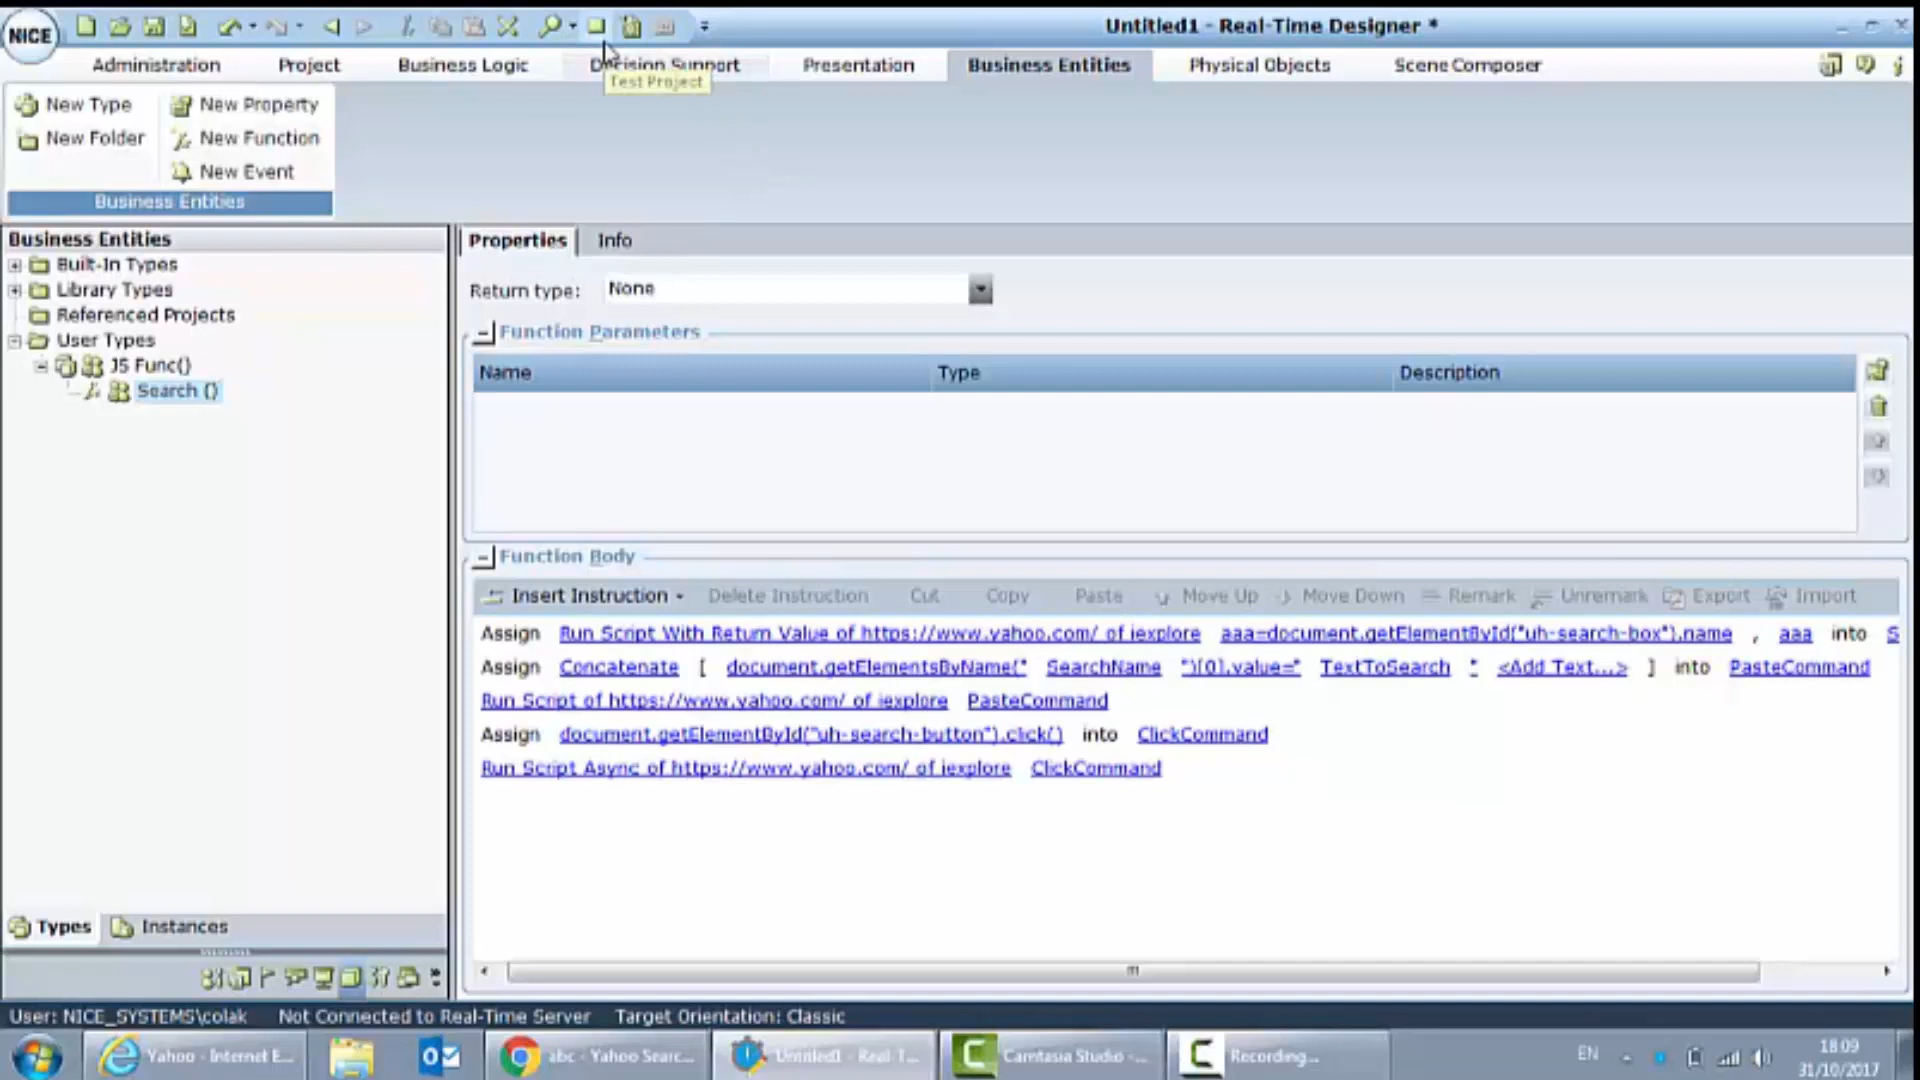 NICE
Untitled1 - Real-Time Designer *
Administration Project Business Logic Decision Support Presentation Business Entities Physical Objects Scene Composer
Test Project
New Type New Property
New Folder New Function
New Event
Business Entities
Business Entities
Built-In Types
Library Types
Referenced Projects
User Types
JS Func()
Search ()
Types Instances
Properties Info
Return type: None
Function Parameters
Name Type Description
Function Body
Insert Instruction Delete Instruction Cut Copy Paste Move Up Move Down Remark Unremark Export Import
Assign Run Script With Return Value of https://www.yahoo.com/ of iexplore aaa=document.getElementById("uh-search-box").name , aaa into S
Assign Concatenate [ document.getElementsByName(" SearchName ")[0].value=" TextToSearch " <Add Text...> ] into PasteCommand
Run Script of https://www.yahoo.com/ of iexplore PasteCommand
Assign document.getElementById("uh-search-button").click() into ClickCommand
Run Script Async of https://www.yahoo.com/ of iexplore ClickCommand
User: NICE_SYSTEMS\colak Not Connected to Real-Time Server Target Orientation: Classic
Yahoo - Internet E... abc - Yahoo Searc... Untitled1 - Real-T... Camtasia Studio -... Recording... EN 18:09
31/10/2017